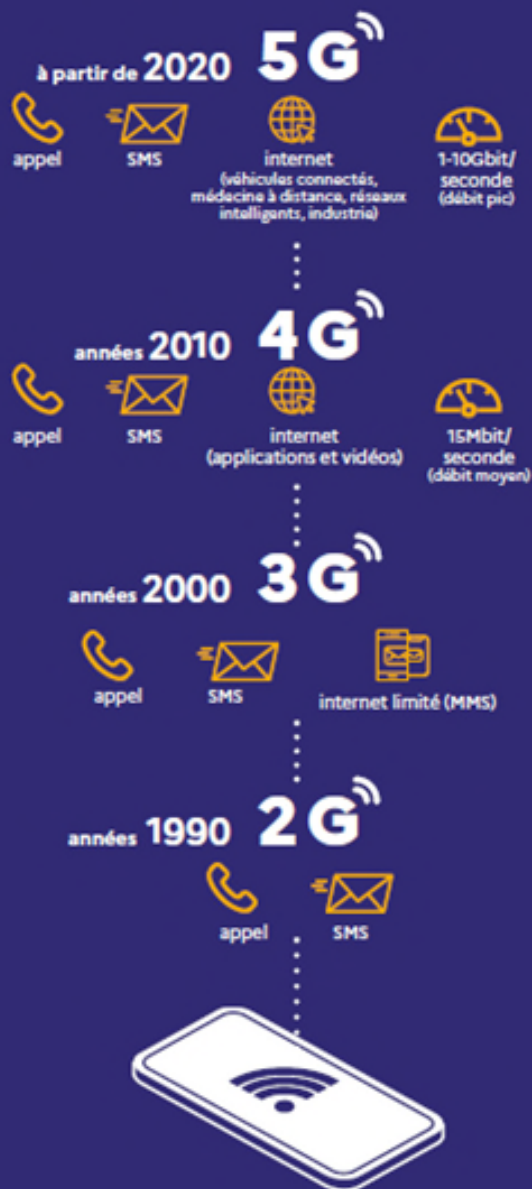 à partir de 2020 5G
appel
SMS
internet
(véhicules connectés,
médecine à distance, réseaux
intelligents, industrie)
1-10Gbit/
seconde
(débit pic)
années 2010 4G
appel
SMS
internet
(applications et vidéos)
15Mbit/
seconde
(débit moyen)
années 2000 3G
appel
SMS
internet limité (MMS)
années 1990 2G
appel
SMS